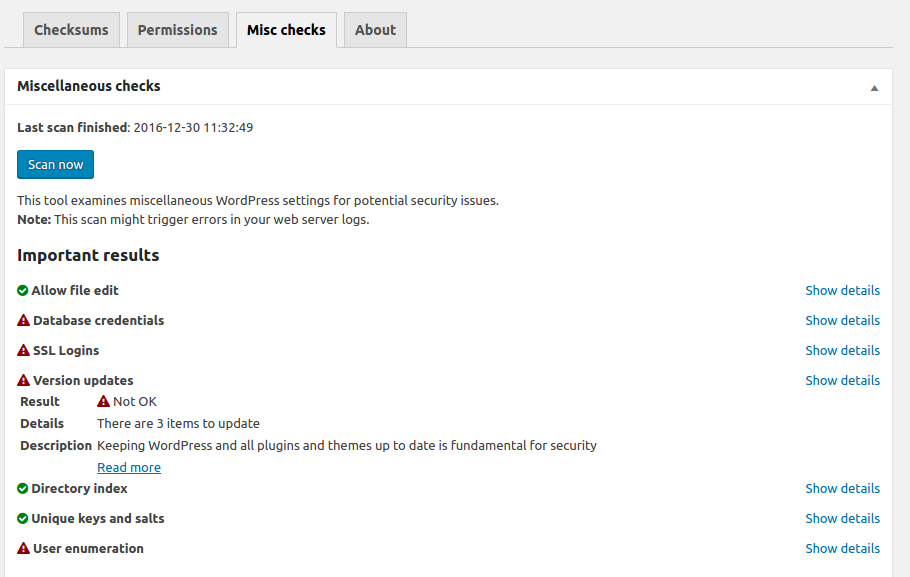 Checksums Permissions Misc checks About
Miscellaneous checks
Last scan finished: 2016-12-30 11:32:49
Scan now
This tool examines miscellaneous WordPress settings for potential security issues.
Note: This scan might trigger errors in your web server logs.
Important results
Allow file edit Show details
Database credentials Show details
SSL Logins Show details
Version updates Show details
Result Not OK
Details There are 3 items to update
Description Keeping WordPress and all plugins and themes up to date is fundamental for security
Read more
Directory index Show details
Unique keys and salts Show details
User enumeration Show details